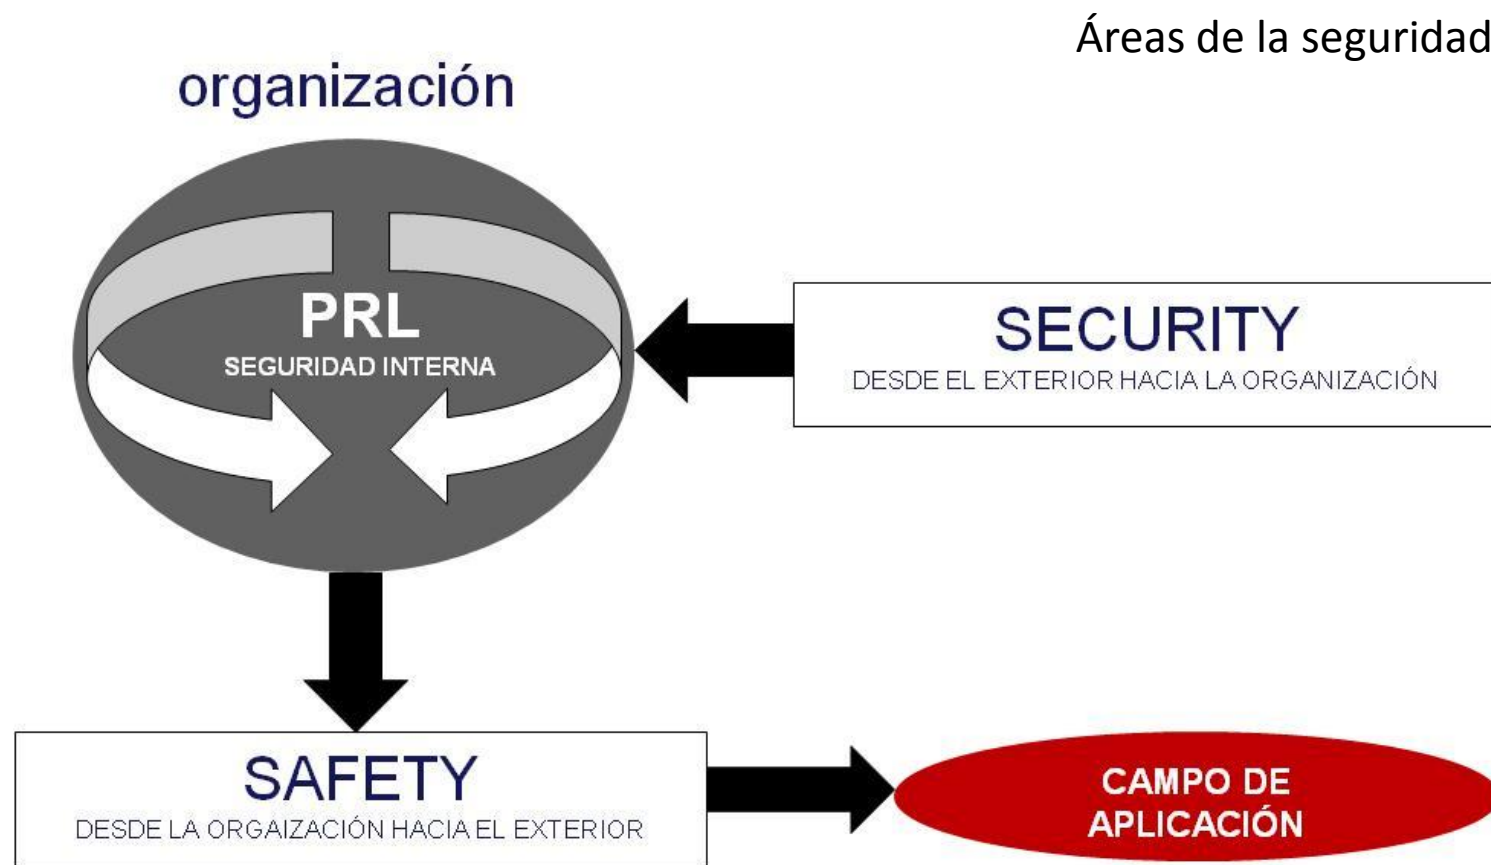 Áreas de la seguridad
organización
PRL
SEGURIDAD INTERNA
SECURITY
DESDE EL EXTERIOR HACIA LA ORGANIZACIÓN
SAFETY
DESDE LA ORGAIZACIÓN HACIA EL EXTERIOR
CAMPO DE
APLICACIÓN